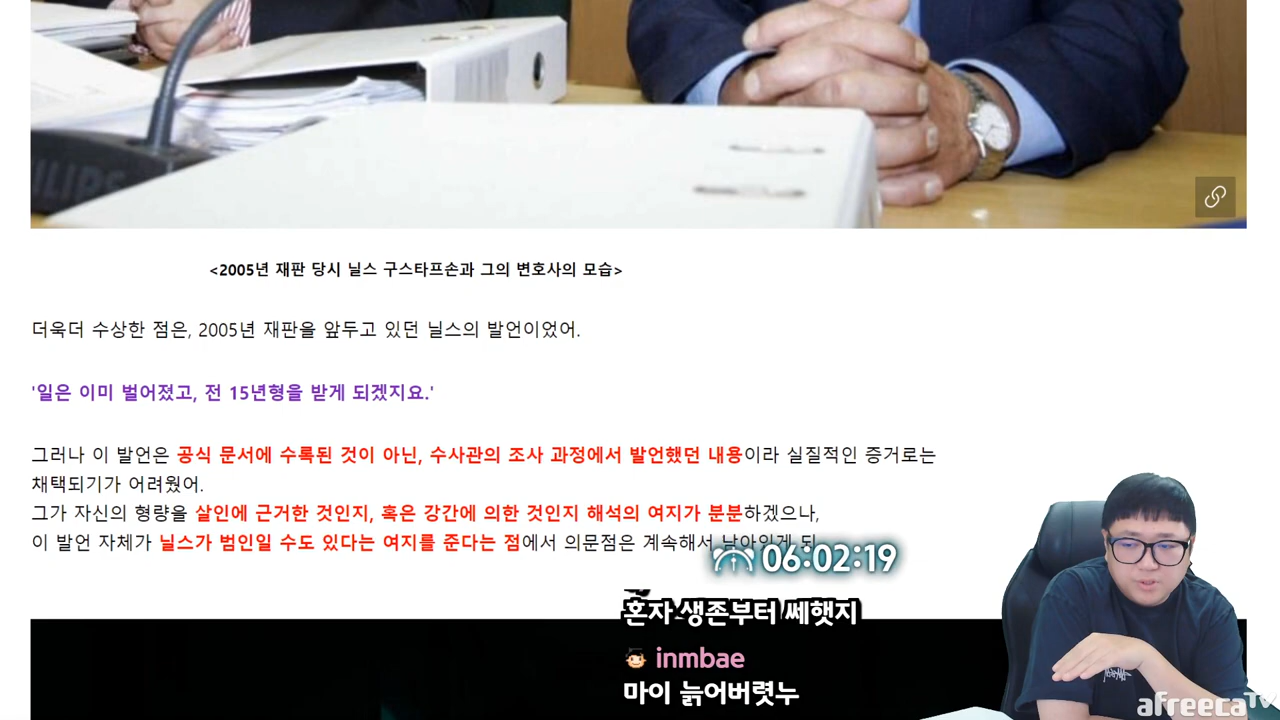 PHILIPS
<2005년 재판 당시 닐스 구스타프손과 그의 변호사의 모습>
더욱더 수상한 점은, 2005년 재판을 앞두고 있던 닐스의 발언이었어.
'일은 이미 벌어졌고, 전 15년형을 받게 되겠지요.'
그러나 이 발언은 공식 문서에 수록된 것이 아닌, 수사관의 조사 과정에서 발언했던 내용이라 실질적인 증거로는
채택되기가 어려웠어.
그가 자신의 형량을 살인에 근거한 것인지, 혹은 강간에 의한 것인지 해석의 여지가 분분하겠으나,
이 발언 자체가 닐스가 범인일 수도 있다는 여지를 준다는 점에서 의문점은 계속해서 남아있게 돼
06:02:19
혼자 생존부터 쎄햇지
inmbae
마이 늙어버렷누
afreecaTV